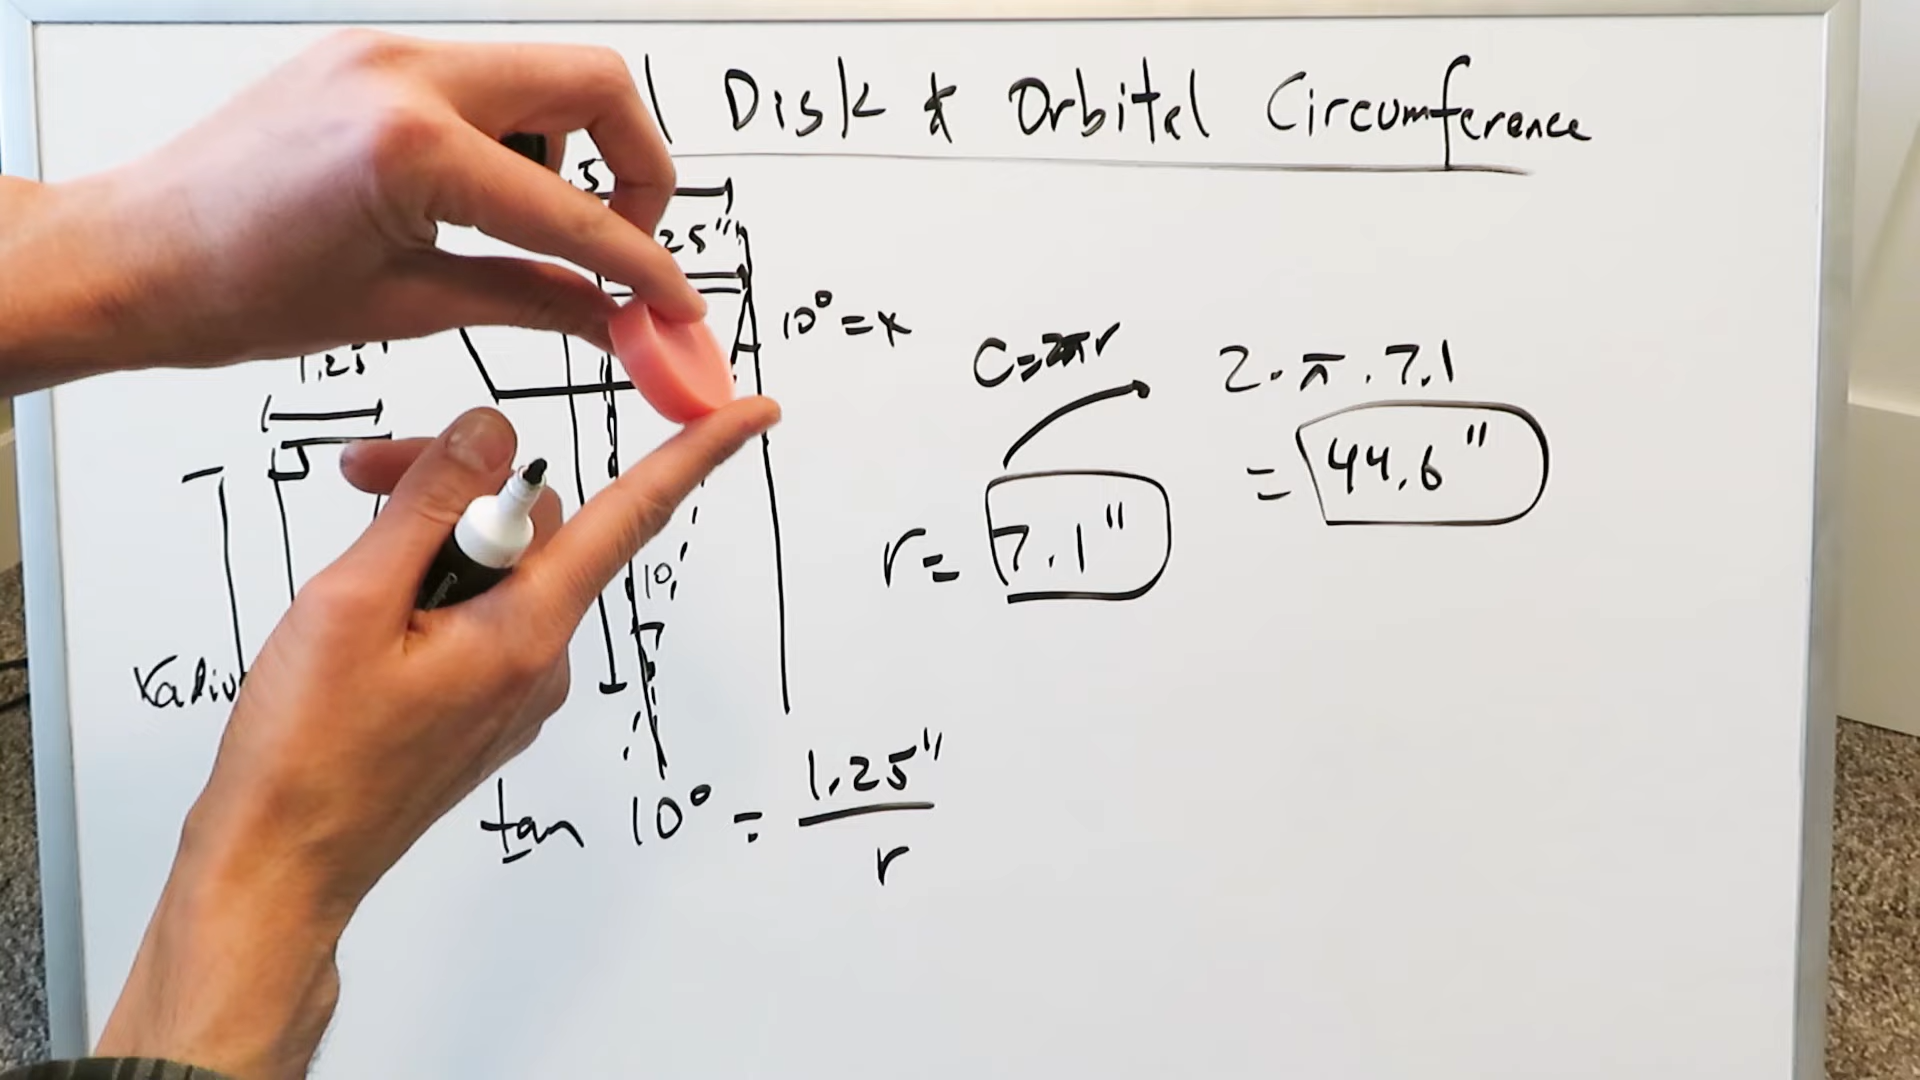 Disk & Orbital Circumference
.5
25"
10° = x
1.25"
C=2πr
2.π.7.1
= 44.6"
r= 7.1"
10
tan 10° = 1.25"
r